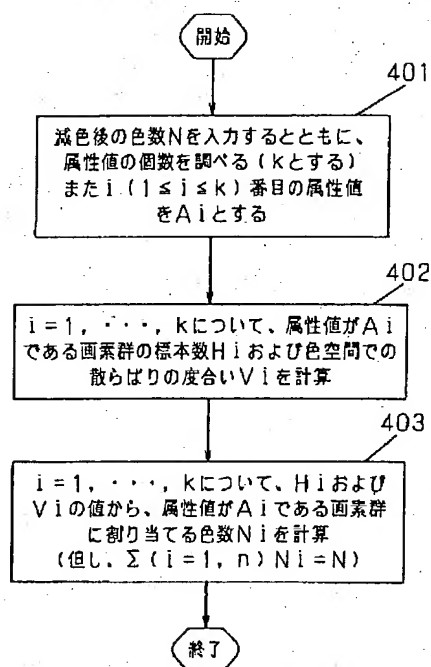 開始
401
減色後の色数Nを入力するとともに、
属性値の個数を調べる（kとする）
またi（1≦i≦k）番目の属性値
をAiとする
402
i=1, ・・・, kについて、属性値がAi
である画素群の標本数Hiおよび色空間での
散らばりの度合いViを計算
403
i=1, ・・・, kについて、Hiおよび
Viの値から、属性値がAiである画素群
に割り当てる色数Niを計算
(但し、Σ(i=1, n)Ni=N)
終了